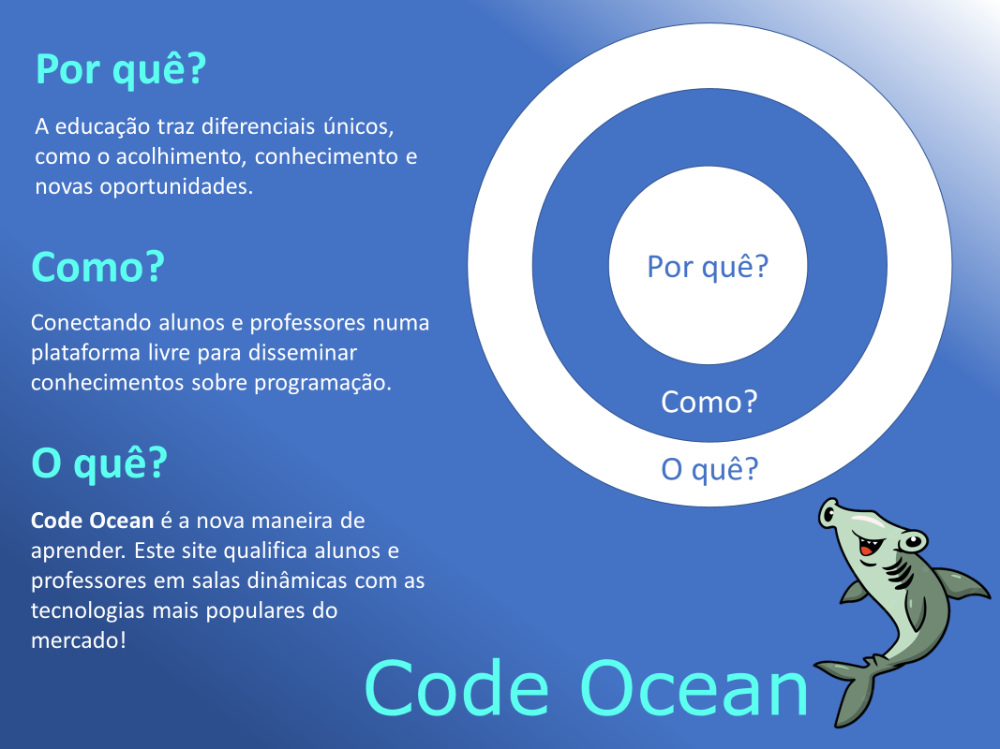 Por quê?
A educação traz diferenciais únicos,
como o acolhimento, conhecimento e
novas oportunidades.
Como?
Conectando alunos e professores numa
plataforma livre para disseminar
conhecimentos sobre programação.
O quê?
Code Ocean é a nova maneira de
aprender. Este site qualifica alunos e
professores em salas dinâmicas com as
tecnologias mais populares do
mercado!
Por quê?
Como?
O quê?
Code Ocean